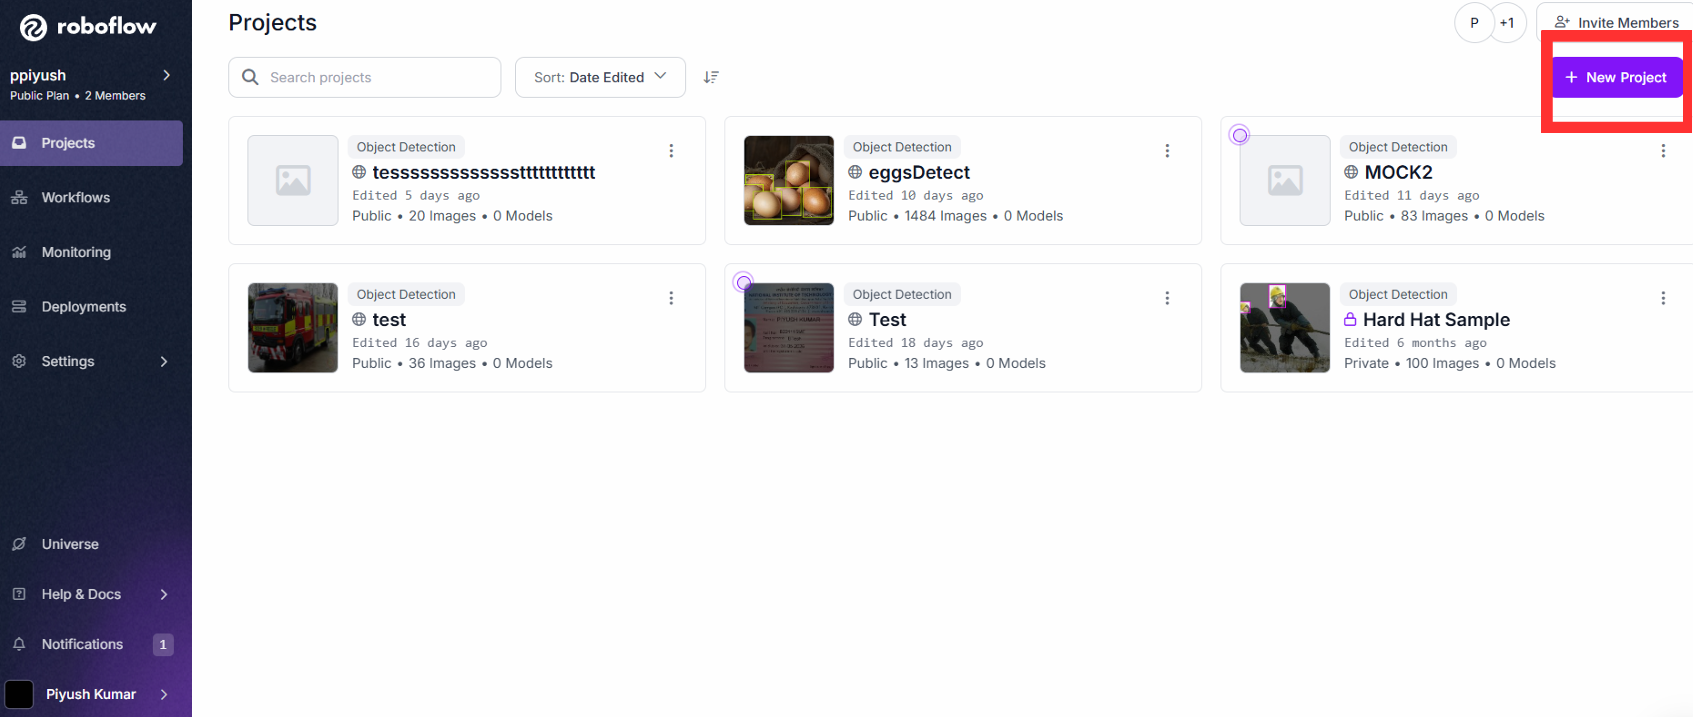 roboflow
ppiyush
Public Plan • 2 Members
Projects
Workflows
Monitoring
Deployments
Settings
Universe
Help & Docs
Notifications 1
Piyush Kumar
Projects
P +1 Invite Members
Search projects
Sort: Date Edited
+ New Project
Object Detection
tesssssssssssssttttttttttt
Edited 5 days ago
Public • 20 Images • 0 Models
Object Detection
eggsDetect
Edited 10 days ago
Public • 1484 Images • 0 Models
Object Detection
MOCK2
Edited 11 days ago
Public • 83 Images • 0 Models
Object Detection
test
Edited 16 days ago
Public • 36 Images • 0 Models
PIYUSH KUMAR
Object Detection
Test
Edited 18 days ago
Public • 13 Images • 0 Models
Object Detection
Hard Hat Sample
Edited 6 months ago
Private • 100 Images • 0 Models